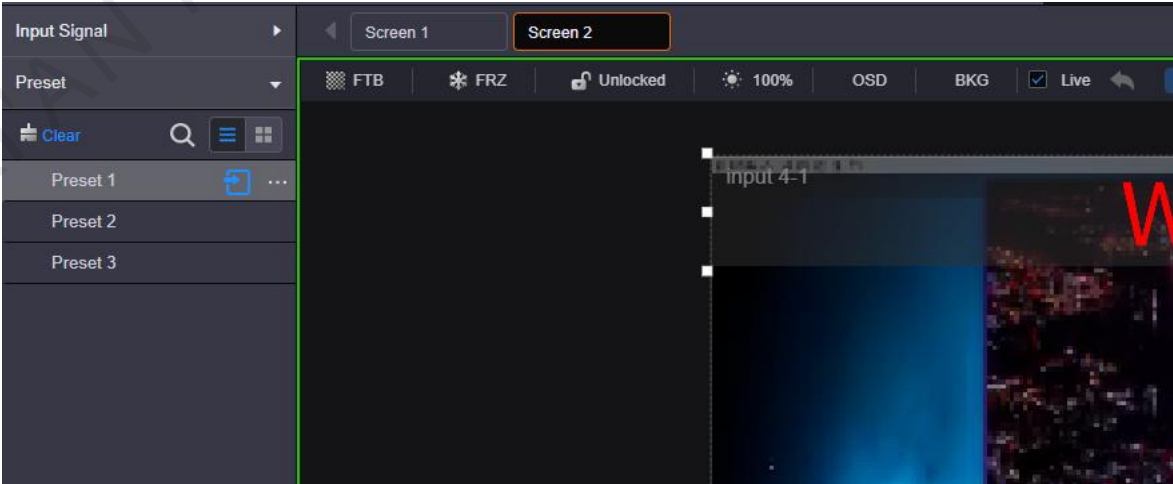 Input Signal
Screen 1
Screen 2
Preset
FTB
FRZ
Unlocked
100%
OSD
BKG
Live
Clear
Preset 1
Preset 2
Preset 3
input 4-1
W